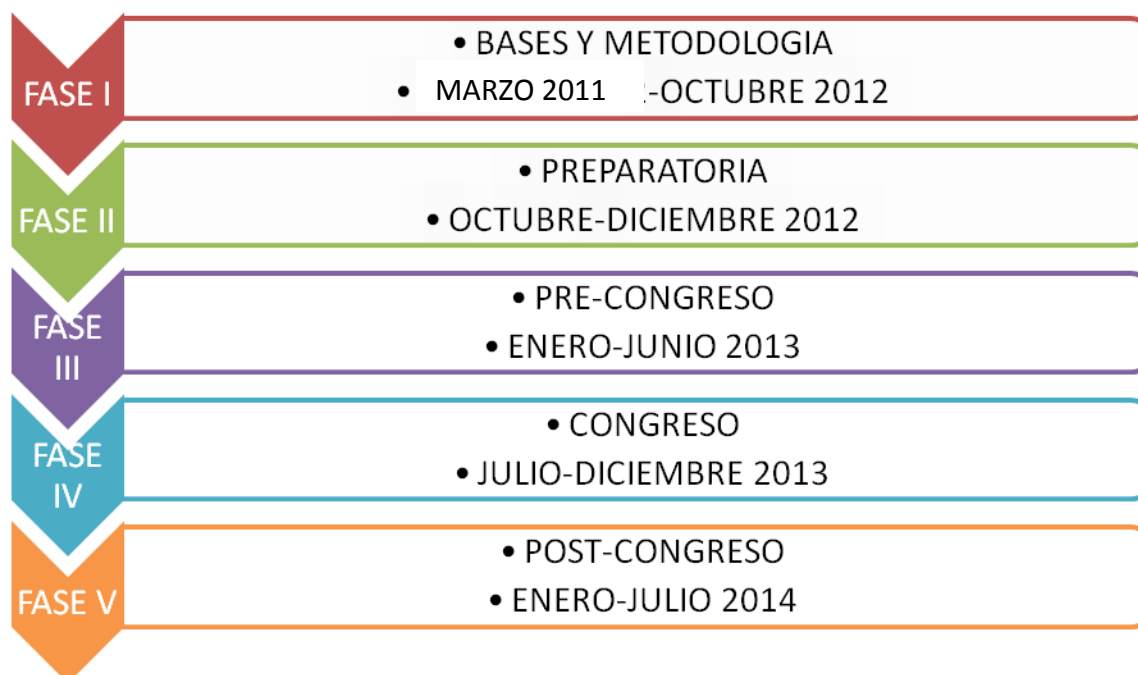 FASE I
• BASES Y METODOLOGIA
• MARZO 2011 -OCTUBRE 2012
FASE II
• PREPARATORIA
• OCTUBRE-DICIEMBRE 2012
FASE
III
• PRE-CONGRESO
• ENERO-JUNIO 2013
FASE
IV
• CONGRESO
• JULIO-DICIEMBRE 2013
FASE V
• POST-CONGRESO
• ENERO-JULIO 2014